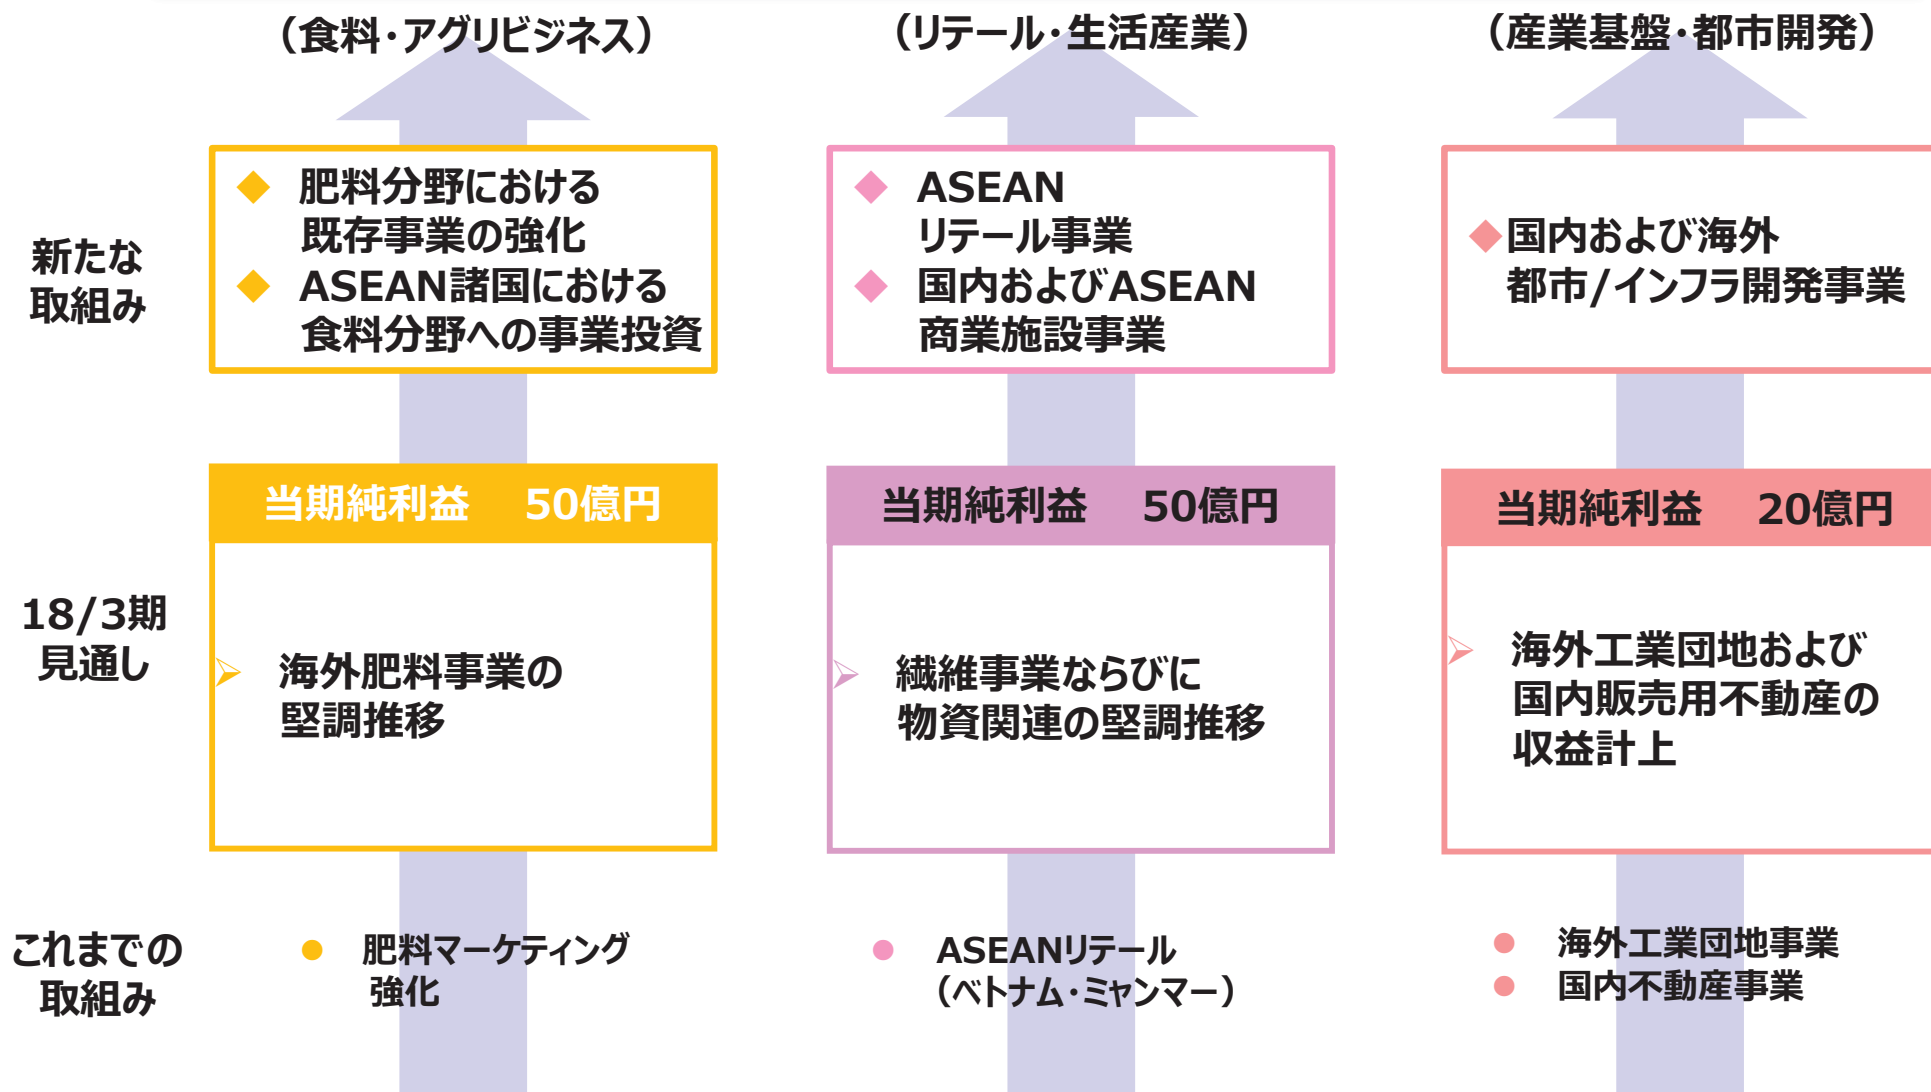 （食料・アグリビジネス）
（リテール・生活産業）
（産業基盤・都市開発）
新たな
取組み
◆ 肥料分野における
既存事業の強化
◆ ASEAN諸国における
食料分野への事業投資
◆ ASEAN
リテール事業
◆ 国内およびASEAN
商業施設事業
◆国内および海外
都市/インフラ開発事業
18/3期
見通し
当期純利益　50億円
➢ 海外肥料事業の
堅調推移
当期純利益　50億円
➢ 繊維事業ならびに
物資関連の堅調推移
当期純利益　20億円
➢ 海外工業団地および
国内販売用不動産の
収益計上
これまでの
取組み
● 肥料マーケティング
強化
● ASEANリテール
（ベトナム・ミャンマー）
● 海外工業団地事業
● 国内不動産事業